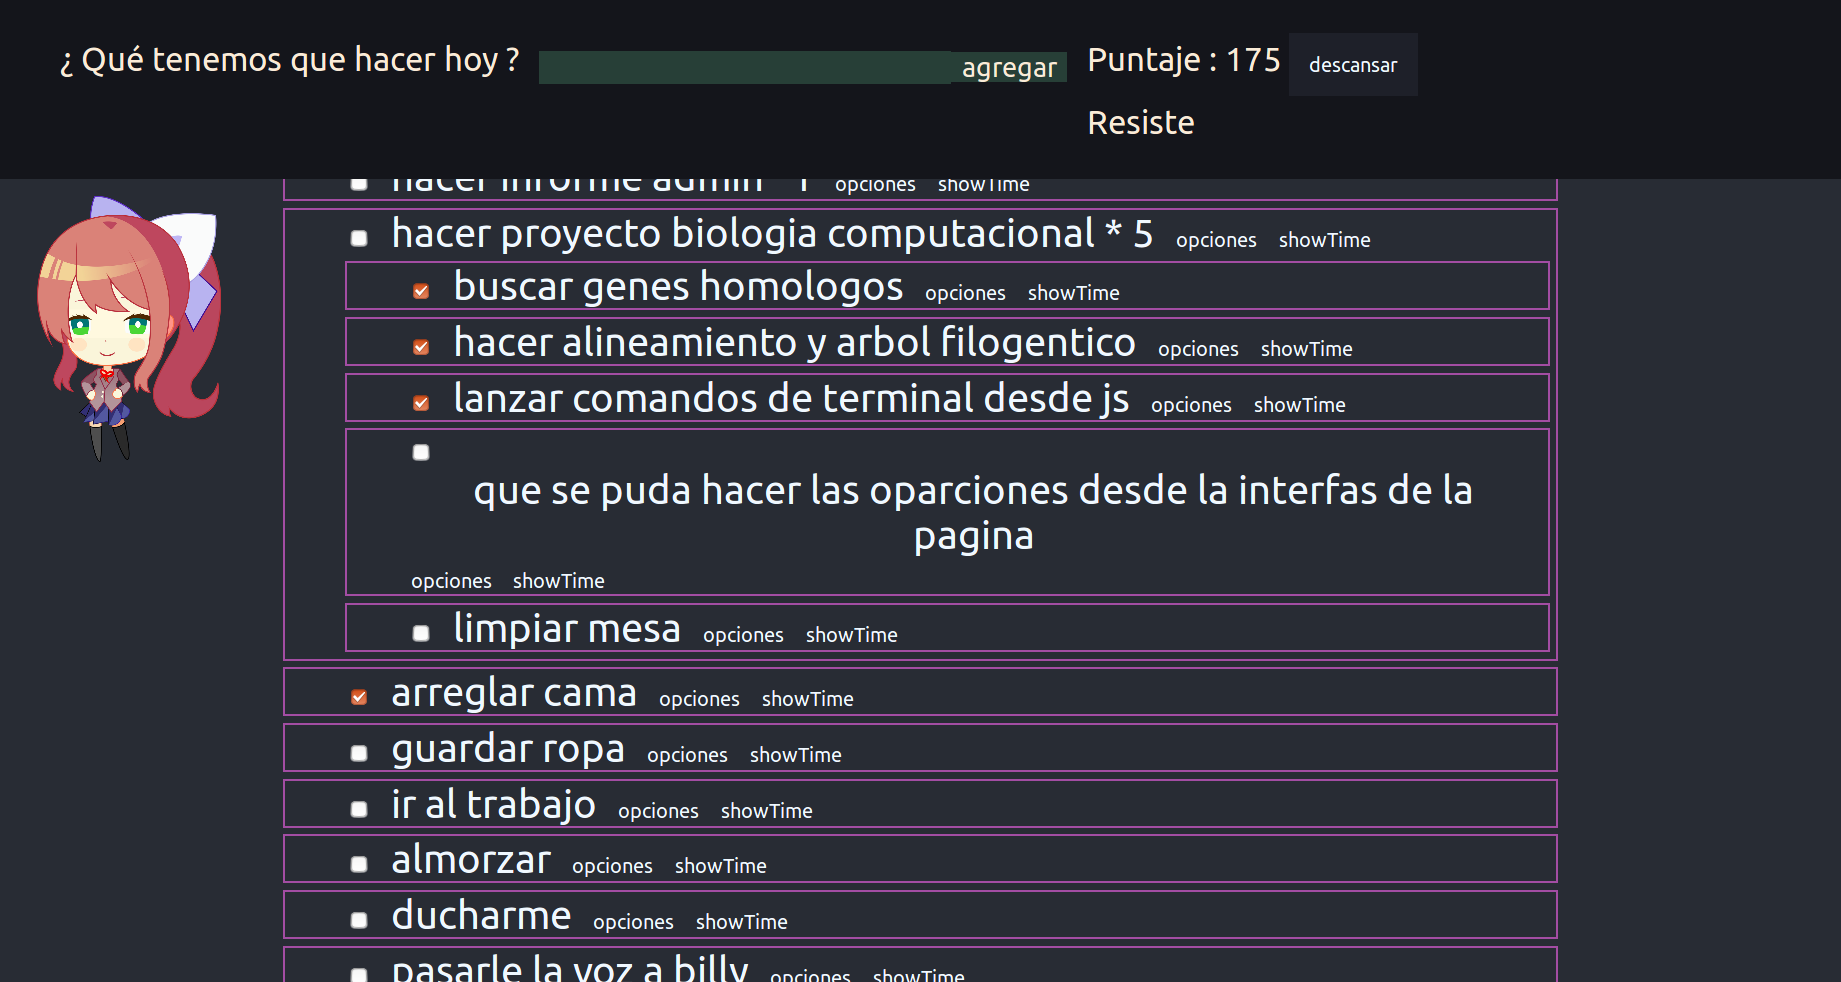 ¿ Qué tenemos que hacer hoy ?
agregar
Puntaje : 175 descansar
Resiste
hacer informe admin opciones showTime
hacer proyecto biologia computacional * 5 opciones showTime
buscar genes homologos opciones showTime
hacer alineamiento y arbol filogentico opciones showTime
lanzar comandos de terminal desde js opciones showTime
que se puda hacer las oparciones desde la interfas de la
pagina
opciones showTime
limpiar mesa opciones showTime
arreglar cama opciones showTime
guardar ropa opciones showTime
ir al trabajo opciones showTime
almorzar opciones showTime
ducharme opciones showTime
pasarle la voz a billy opciones showTime